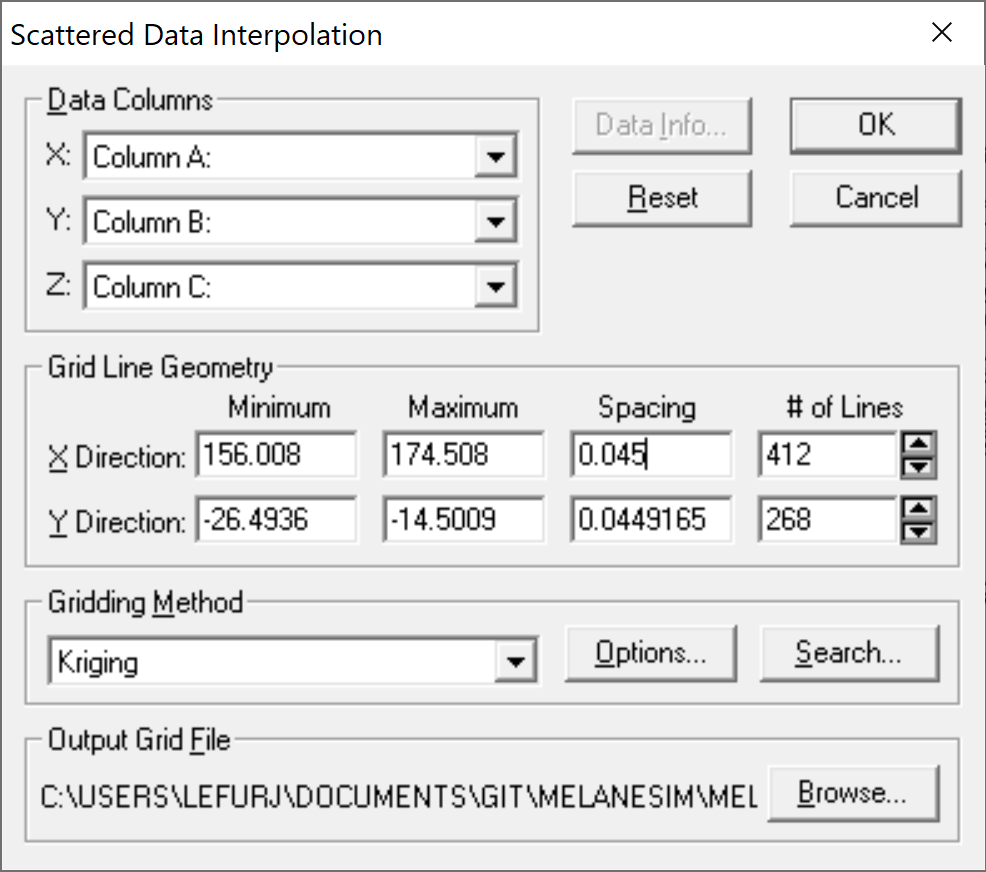 Scattered Data Interpolation
Data Columns
X: Column A:
Y: Column B:
Z: Column C:
Data Info...
OK
Reset
Cancel
Grid Line Geometry
Minimum Maximum Spacing # of Lines
X Direction: 156.008 174.508 0.045 412
Y Direction: -26.4936 -14.5009 0.0449165 268
Gridding Method
Kriging
Options...
Search...
Output Grid File
C:\USERS\LEFURJ\DOCUMENTS\GIT\MELANESIM\MEL
Browse...